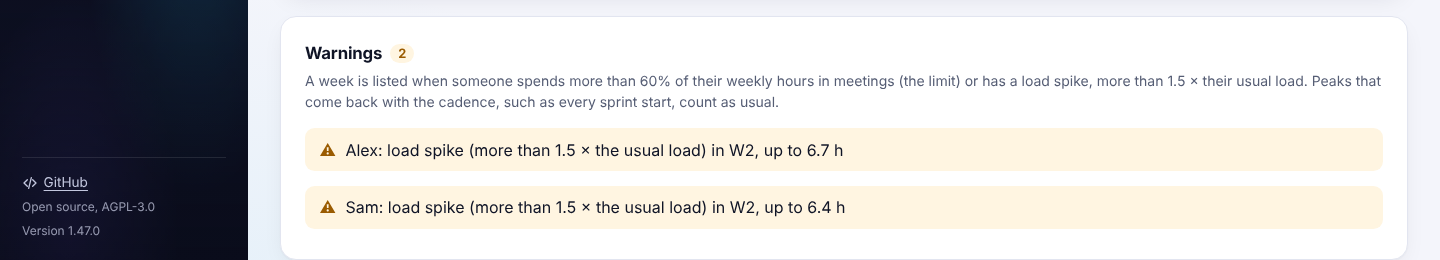 Warnings 2
A week is listed when someone spends more than 60% of their weekly hours in meetings (the limit) or has a load spike, more than 1.5 × their usual load. Peaks that
come back with the cadence, such as every sprint start, count as usual.
Alex: load spike (more than 1.5 × the usual load) in W2, up to 6.7 h
Sam: load spike (more than 1.5 × the usual load) in W2, up to 6.4 h
GitHub
Open source, AGPL-3.0
Version 1.47.0